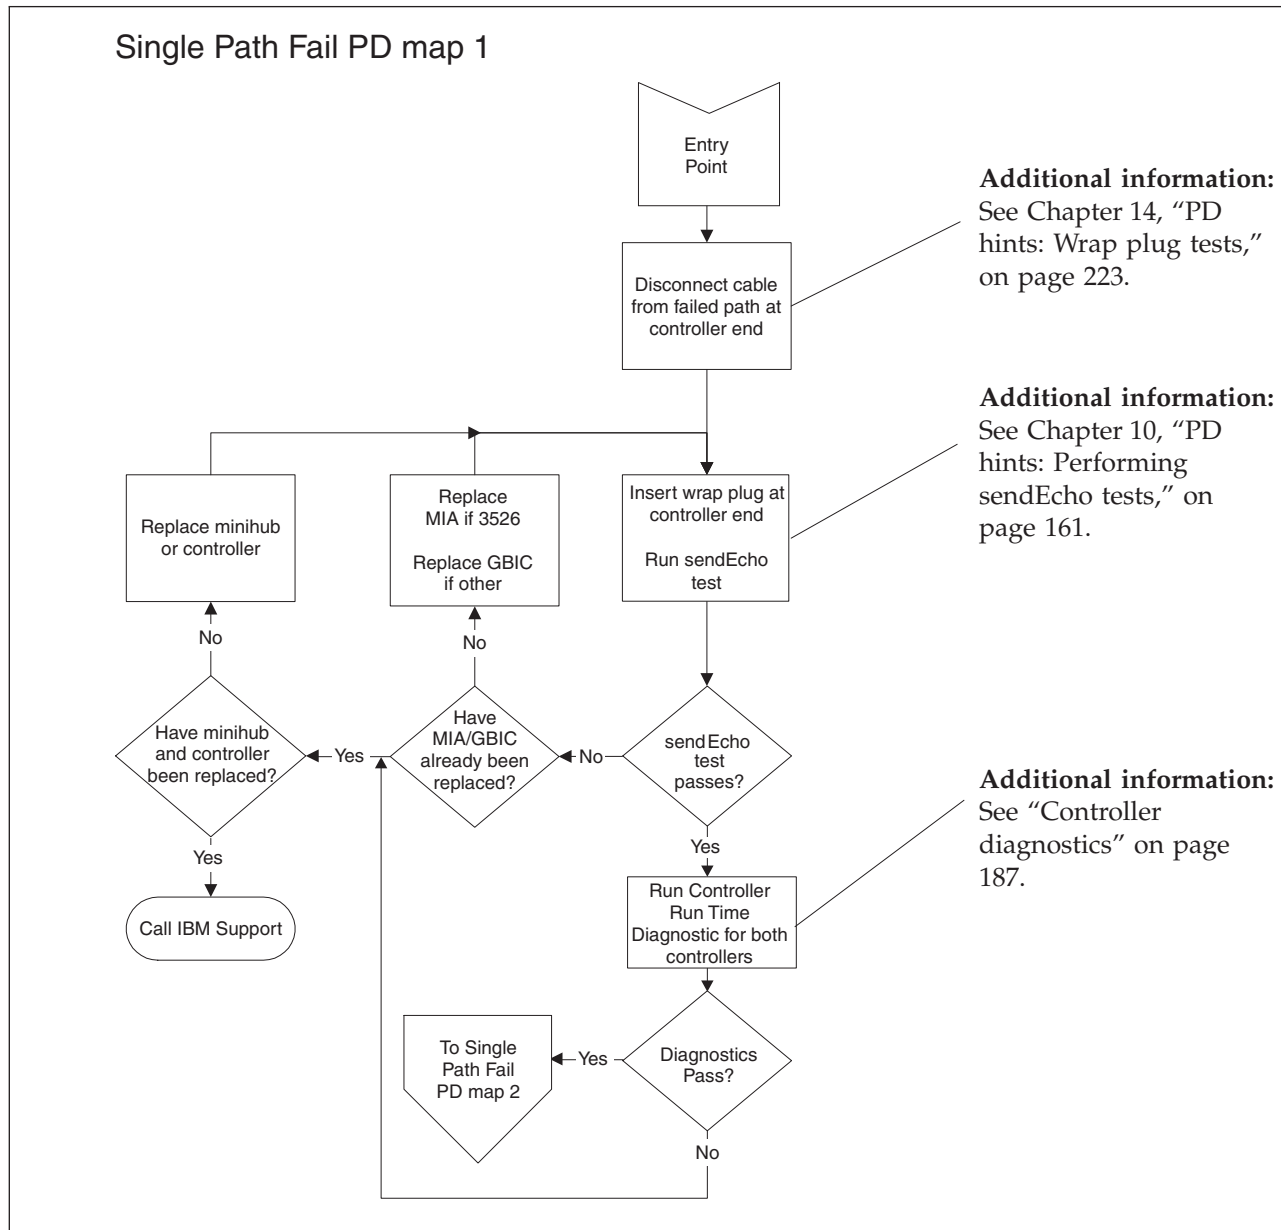 Single Path Fail PD map 1
Entry
Point
Additional information:
See Chapter 14, “PD
hints: Wrap plug tests,”
on page 223.
Disconnect cable
from failed path at
controller end
Additional information:
See Chapter 10, “PD
hints: Performing
sendEcho tests,” on
page 161.
Replace minihub
or controller
Replace
MIA if 3526
Replace GBIC
if other
Insert wrap plug at
controller end
Run sendEcho
test
No
No
Have minihub
and controller
been replaced?
Yes
Have
MIA/GBIC
already been
replaced?
No
sendEcho
test
passes?
Additional information:
See “Controller
diagnostics” on page
187.
Yes
Yes
Call IBM Support
Run Controller
Run Time
Diagnostic for both
controllers
To Single
Path Fail
PD map 2
Yes
Diagnostics
Pass?
No